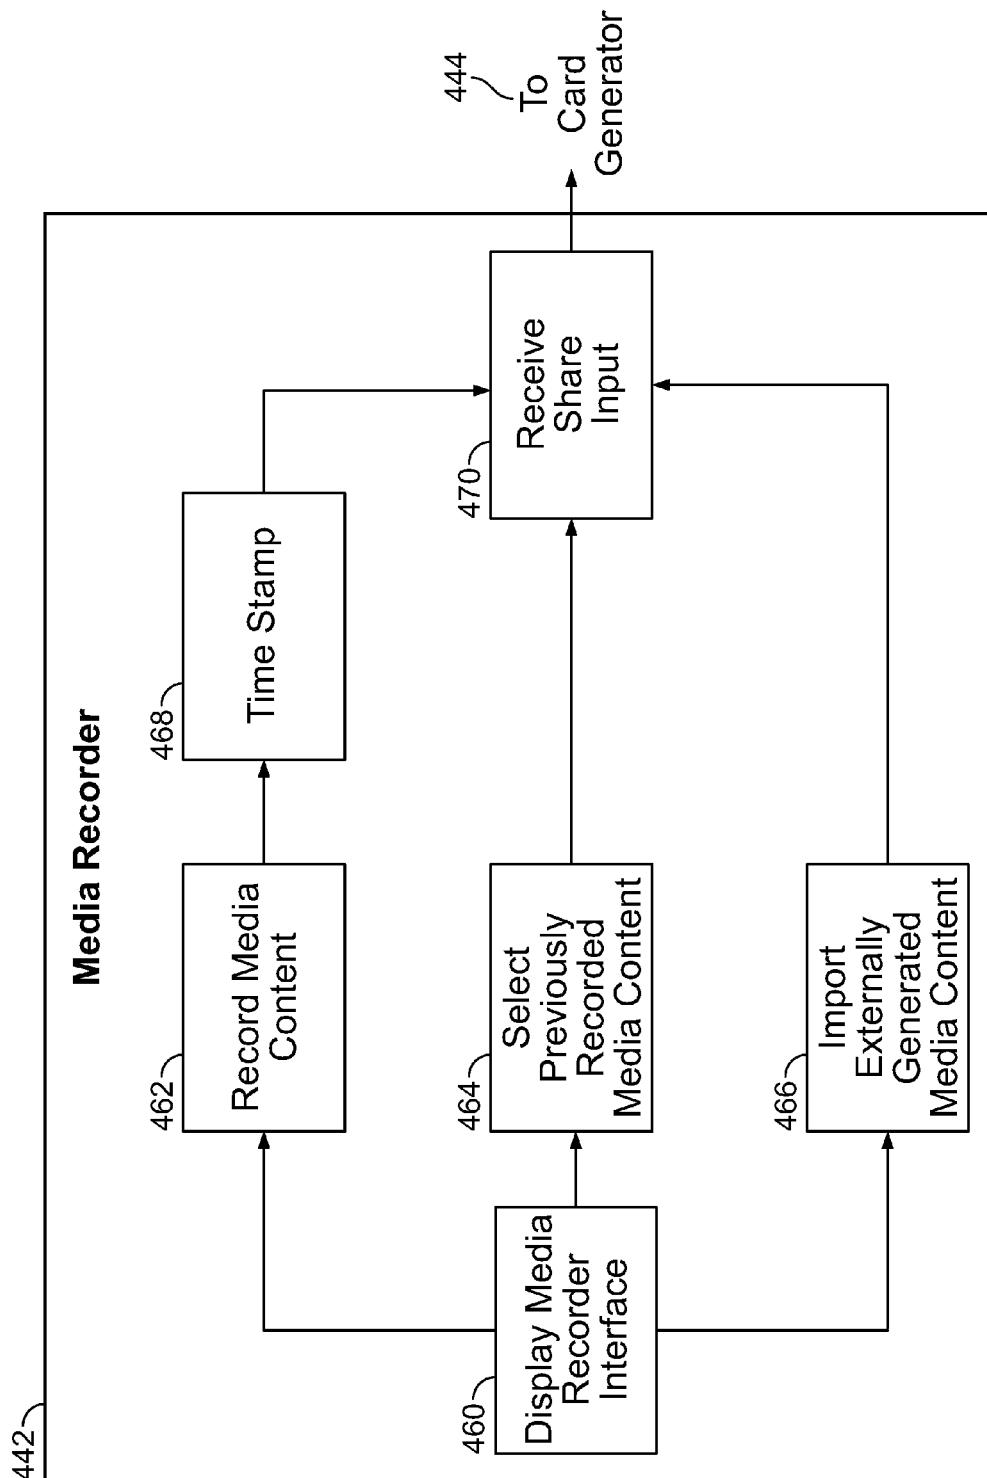 442
Media Recorder
460
Display Media
Recorder
Interface
462
Record Media
Content
464
Select
Previously
Recorded
Media Content
466
Import
Externally
Generated
Media Content
468
Time Stamp
470
Receive
Share
Input
444
To
Card
Generator